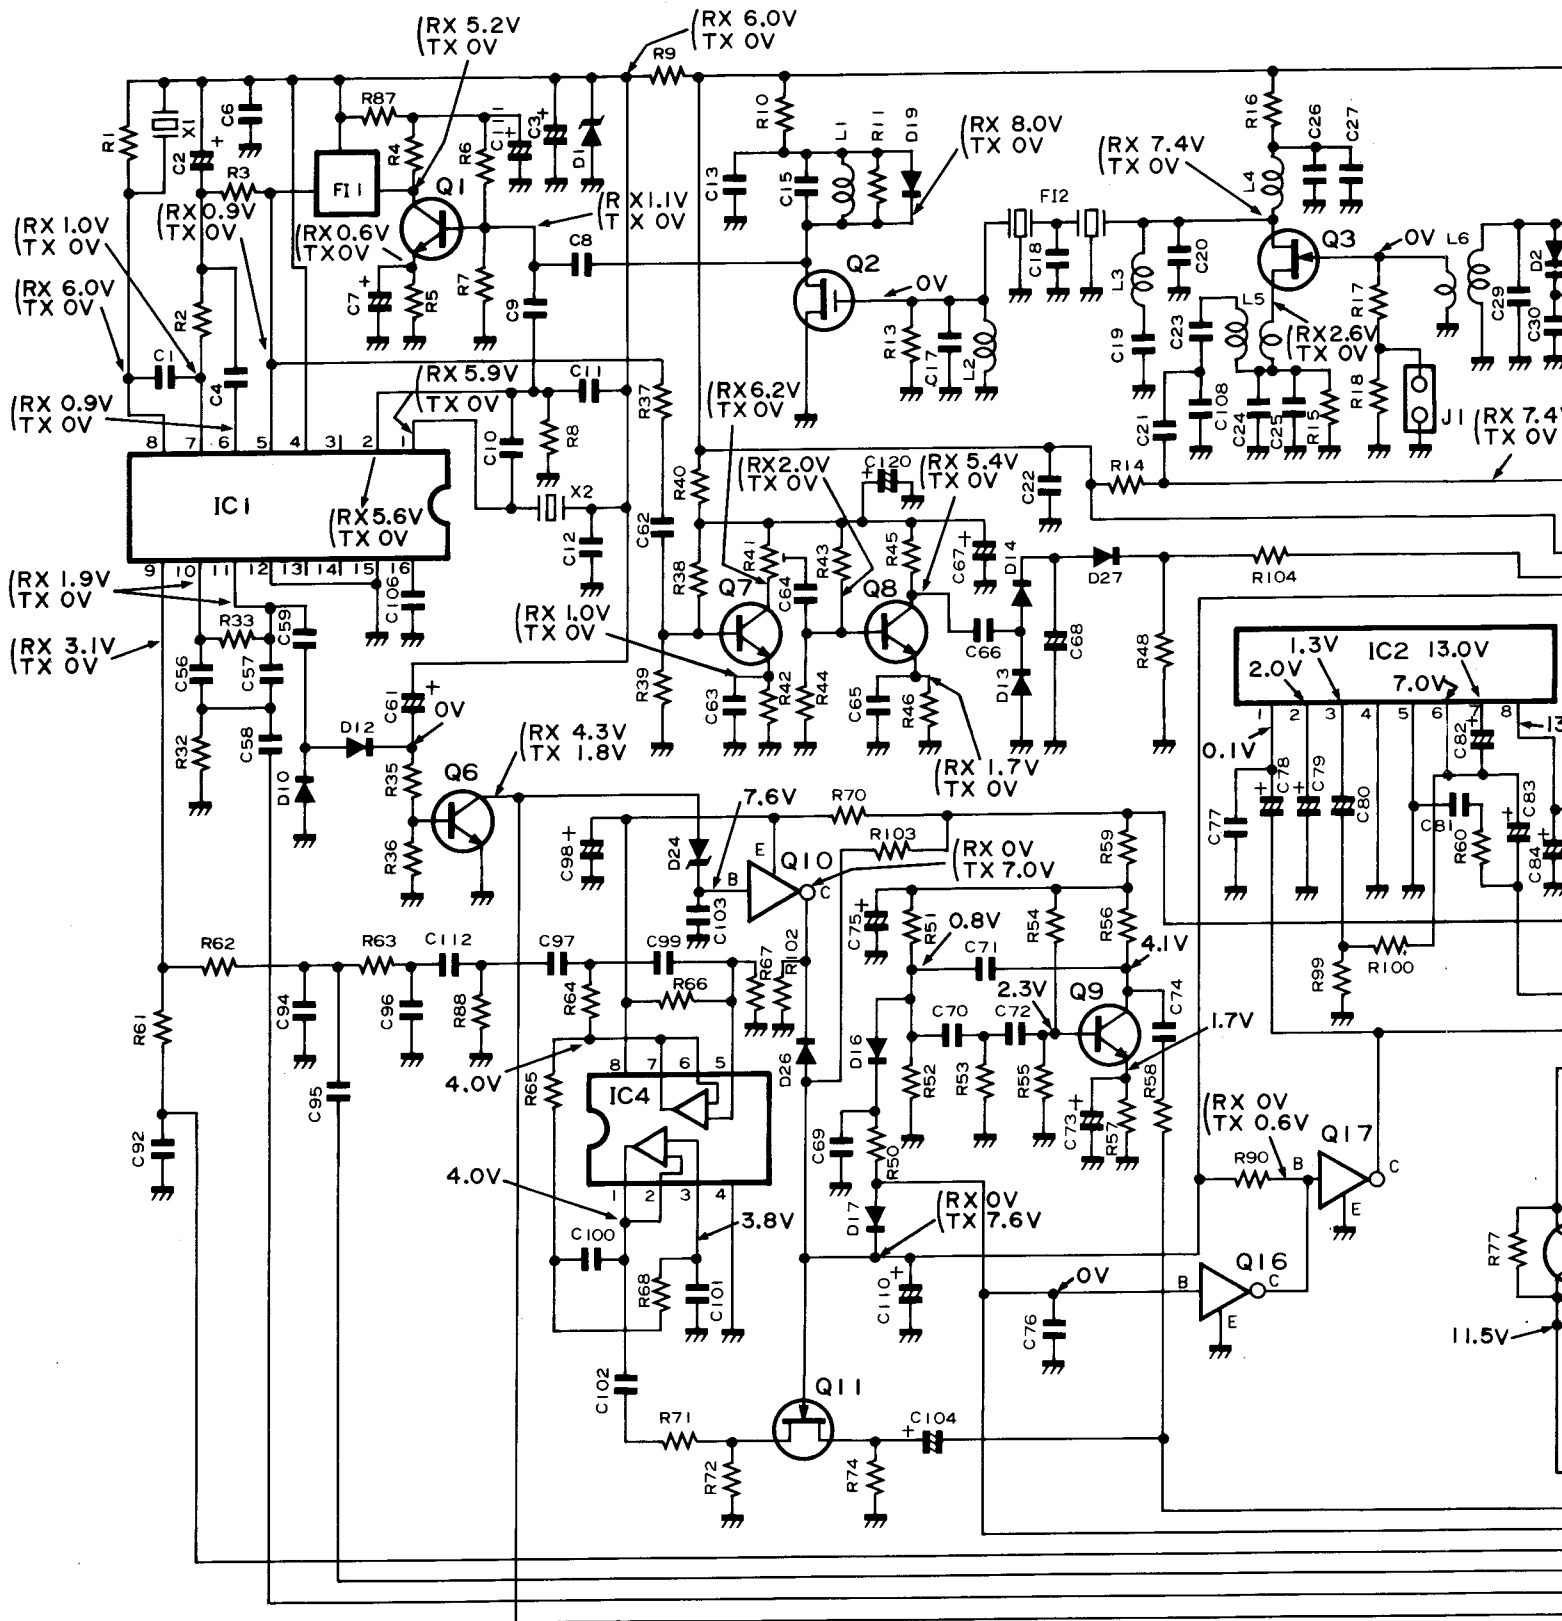 (RX 5.2V
(TX 0V
(RX 6.0V
(TX 0V
R9
R1
X1
C2
+
C6
R87
R4
R6
C111
+
C3
+
D1
R10
L1
R11
D19
(RX 8.0V
(TX 0V
(RX 7.4V
(TX 0V
R16
C26
C27
L4
R3
FI1
Q1
(RX 0.9V
(TX 0V
(RX 0.6V
(TX 0V
(RX 1.1V
(TX 0V
C13
C15
FI2
C18
L3
C20
Q3
0V
L6
D2
(RX 1.0V
(TX 0V
(RX 6.0V
(TX 0V
R2
C7
+
R5
R7
C8
C9
Q2
0V
R13
C17
L2
C19
C23
L5
(RX 2.6V
(TX 0V
R17
R18
C29
C30
C1
C4
(RX 0.9V
(TX 0V
(RX 5.9V
(TX 0V
C11
C10
R8
R37
(RX 6.2V
(TX 0V
C21
C108
C24
C25
R15
J1
(RX 7.4V
(TX 0V
8 7 6 5 4 3 2 1
IC1
(RX 5.6V
(TX 0V
X2
C12
R40
C62
(RX 2.0V
(TX 0V
C120
+
(RX 5.4V
(TX 0V
C22
R14
9 10 11 12 13 14 15 16
(RX 1.9V
(TX 0V
(RX 3.1V
(TX 0V
C106
R38
Q7
R41
C64
R43
Q8
R45
C67
+
D14
D27
R104
R33
C59
C56
C57
(RX 1.0V
(TX 0V
C66
C68
R48
D13
IC2
1.3V
13.0V
2.0V
7.0V
1 2 3 4 5 6 7 8
R32
C58
D12
C61
+
0V
R39
C63
R42
R44
C65
R46
(RX 1.7V
(TX 0V
(RX 4.3V
(TX 1.8V
D10
R35
R36
Q6
0.1V
C77
C78
+
C79
+
C80
C82
+
C81
R60
C83
+
C84
+
13
7.6V
R70
C98
+
D24
E
Q10
B
C
R103
(RX 0V
(TX 7.0V
R59
C103
C75
+
R51
0.8V
R54
R56
R62
R63
C112
C97
C99
R67
R102
C71
4.1V
R99
R100
R61
C94
C96
R88
R64
R66
D26
D16
C70
2.3V
C72
Q9
C74
1.7V
4.0V
R65
8 7 6 5
IC4
R52
R53
R55
R58
C73
+
R57
C92
C95
C69
R50
(RX 0V
(TX 0.6V
Q17
R90
B
C
E
4.0V
1 2 3 4
3.8V
D17
(RX 0V
(TX 7.6V
C100
R68
C101
C110
+
0V
C76
Q16
B
C
E
R77
11.5V
C102
R71
R72
Q11
R74
C104
+